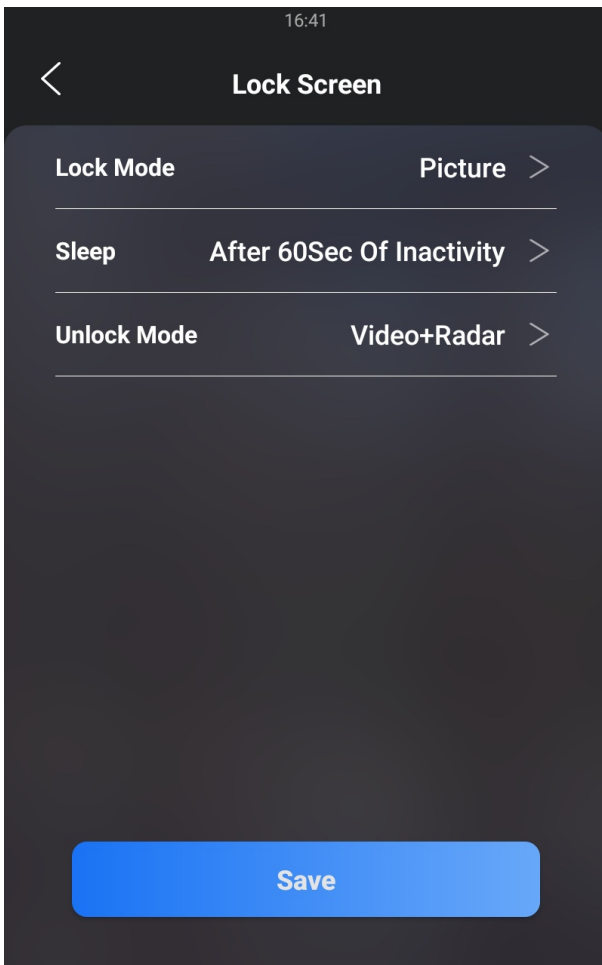 16:41
Lock Screen
Lock Mode Picture
Sleep After 60Sec Of Inactivity
Unlock Mode Video+Radar
Save